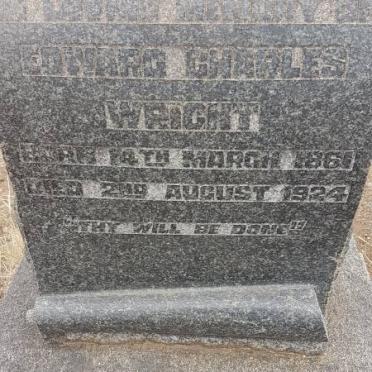 EDWARD CHARLES
WRIGHT
BORN 14TH MARCH 1861
DIED 2ND AUGUST 1924
"THY WILL BE DONE"